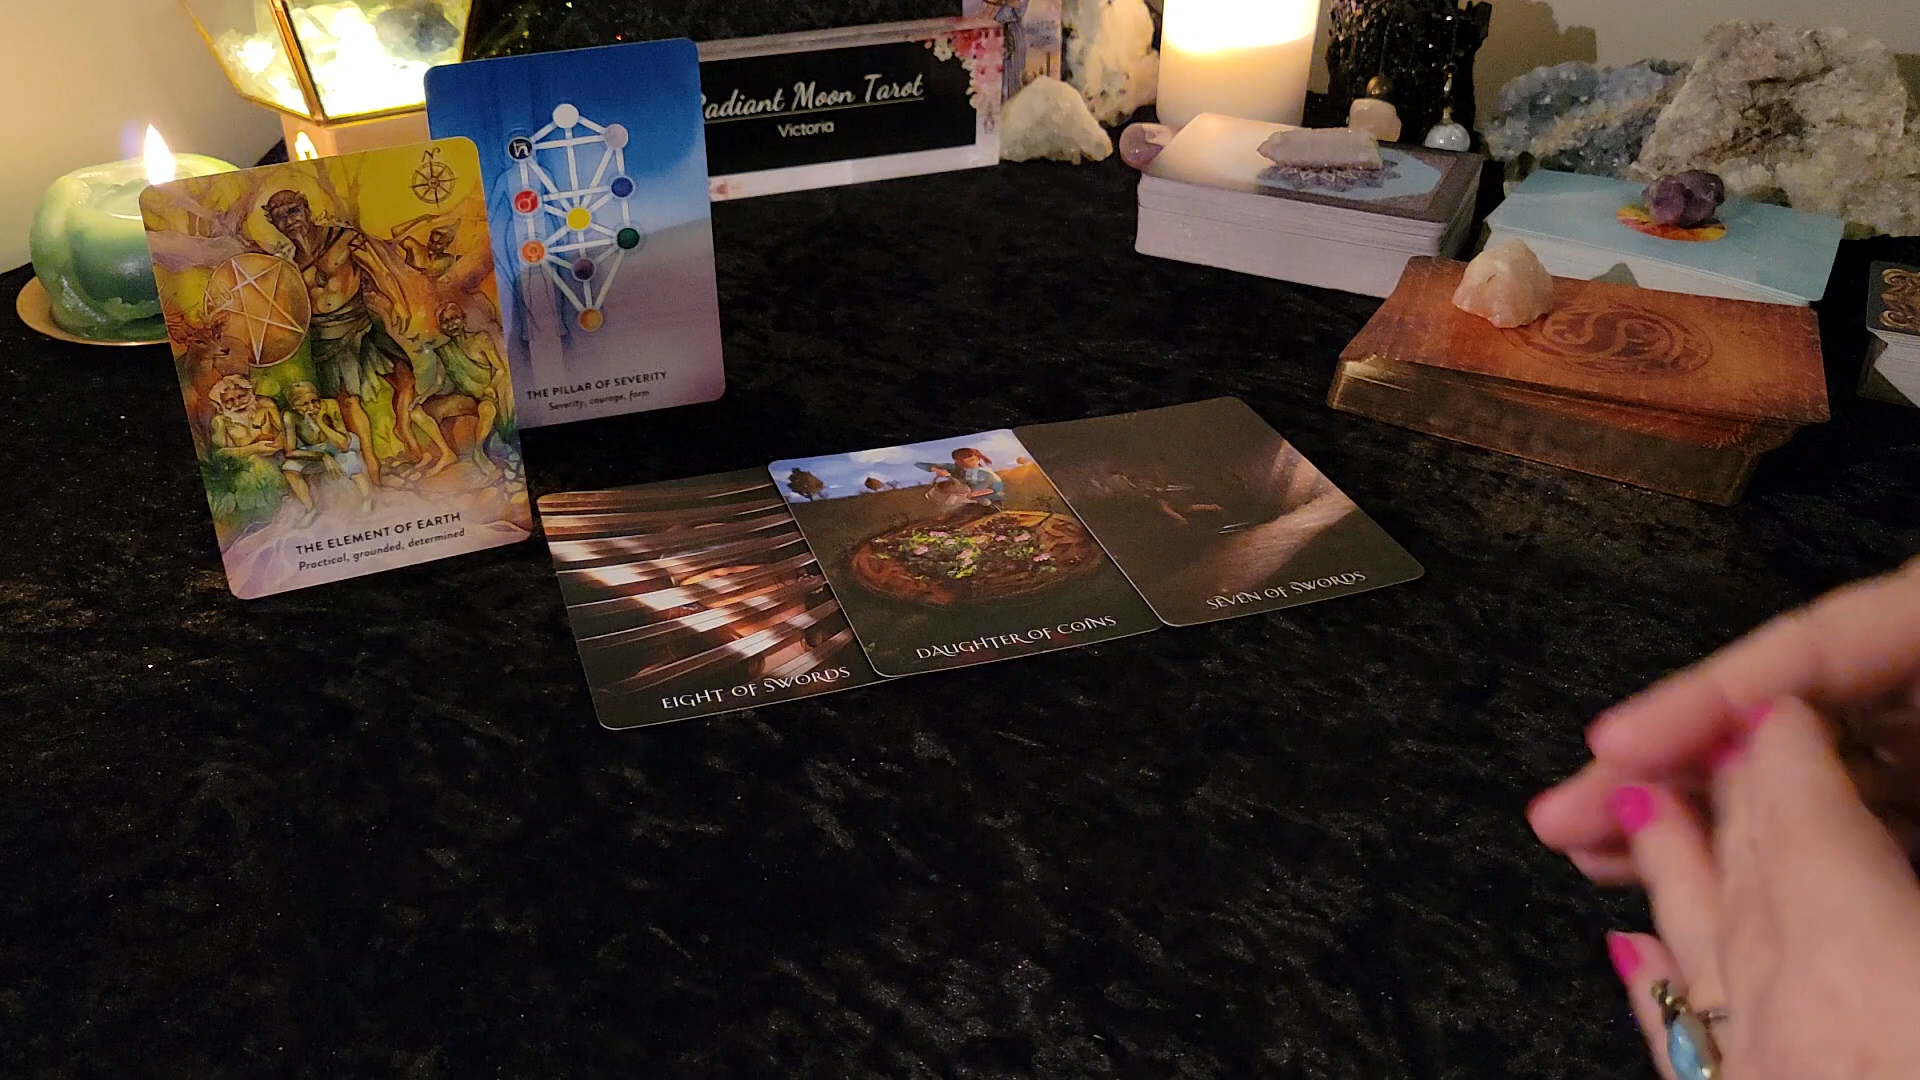 Radiant Moon Tarot
Victoria
N
THE PILLAR OF SEVERITY
Severity, courage, form
THE ELEMENT OF EARTH
Practical, grounded, determined
EIGHT OF SWORDS
DAUGHTER OF COINS
SEVEN OF SWORDS